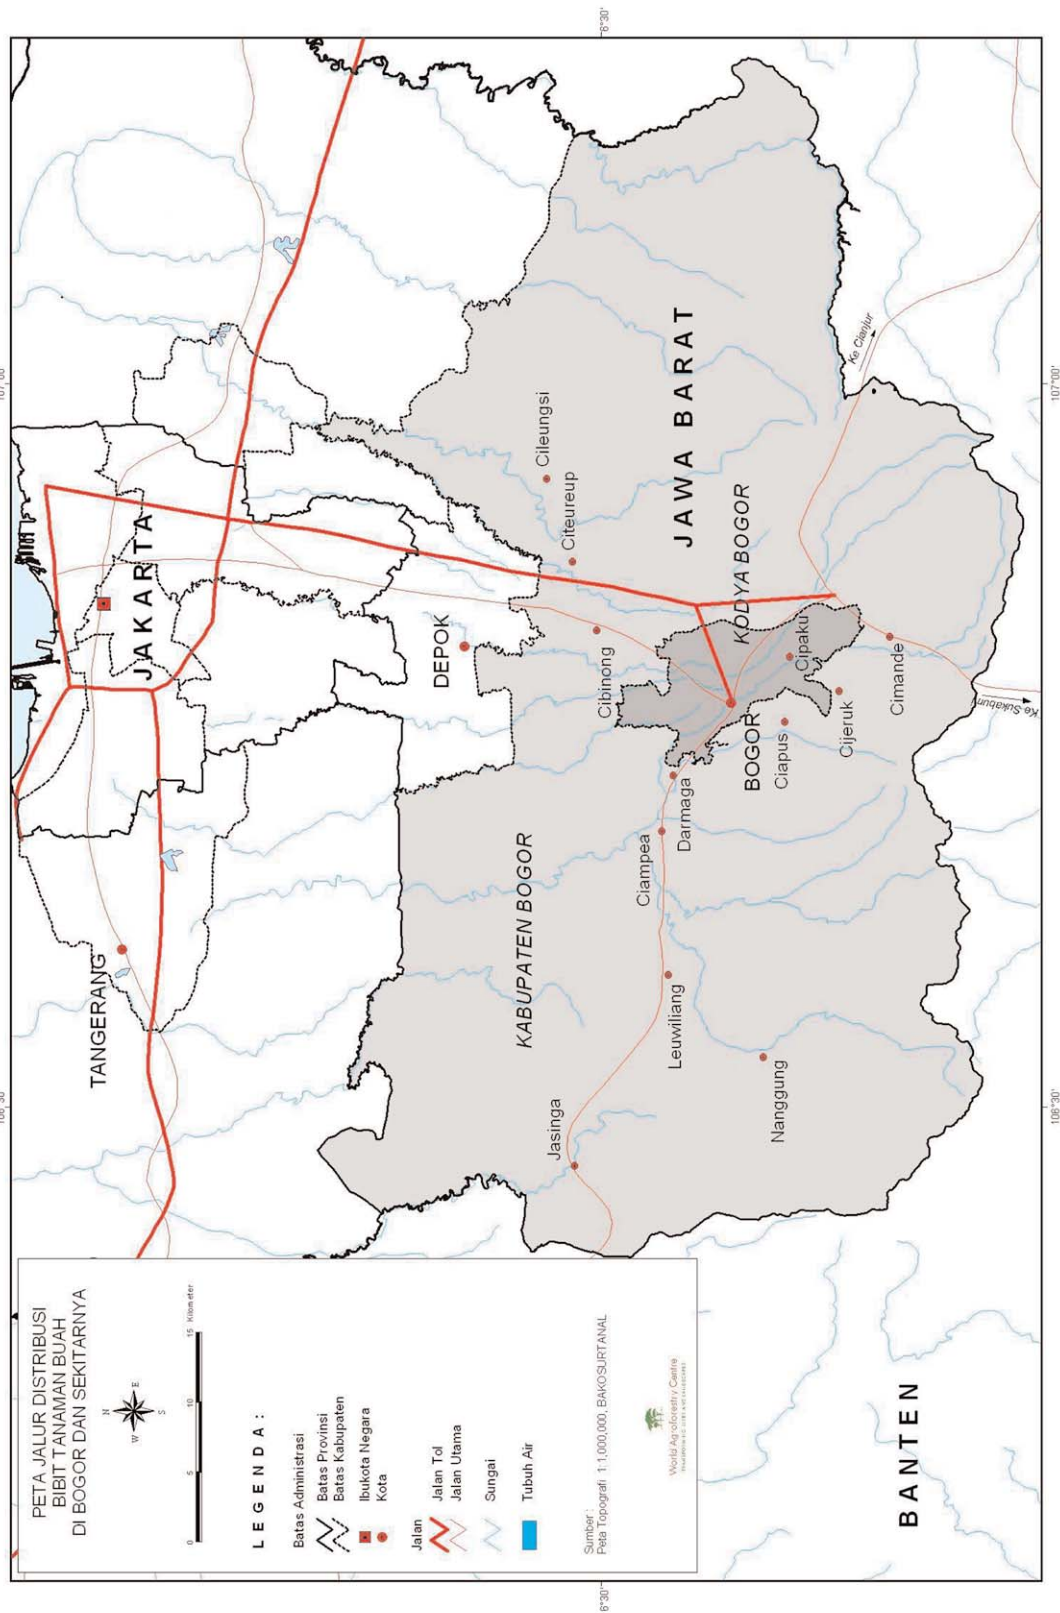 PETA JALUR DISTRIBUSI
BIBIT TANAMAN BUAH
DI BOGOR DAN SEKITARNYA
N
W
E
S
0 5 10 15 Kilometer
LEGENDA :
Batas Administrasi
Batas Provinsi
Batas Kabupaten
Ibukota Negara
Kota
Jalan
Jalan Tol
Jalan Utama
Sungai
Tubuh Air
Sumber :
Peta Topografi 1:1,000,000, BAKOSURTANAL
World Agroforestry Centre
TANGERANG
JAKARTA
DEPOK
KABUPATEN BOGOR
Cileungsi
Citeureup
Cibinong
Jasinga
Leuwiliang
Ciampea
Darmaga
Nanggung
BOGOR
KODYA BOGOR
JAWA BARAT
Ciapus
Cipaku
Cijeruk
Cimande
Ke Cianjur
Ke Sukabumi
BANTEN
6°30'
6°30'
106°30'
107°00'